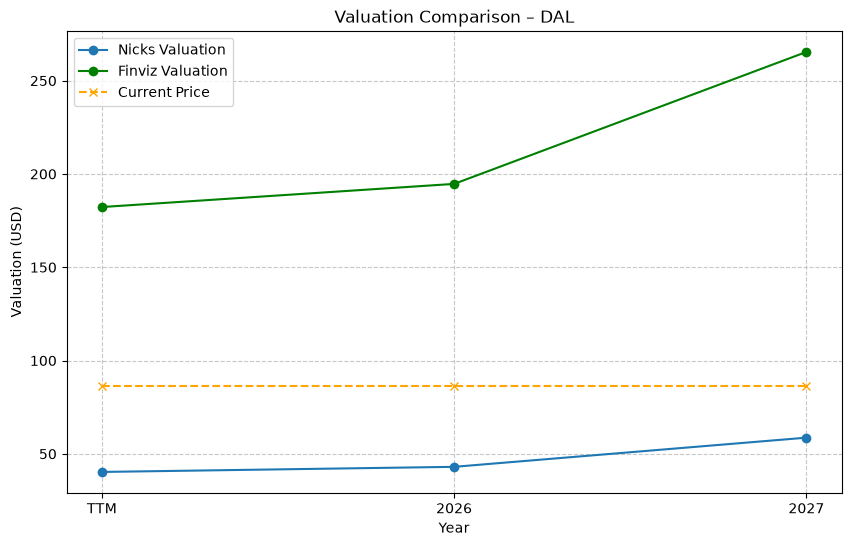 Valuation Comparison – DAL
Nicks Valuation
Finviz Valuation
Current Price
Valuation (USD)
250
200
150
100
50
TTM
2026
2027
Year